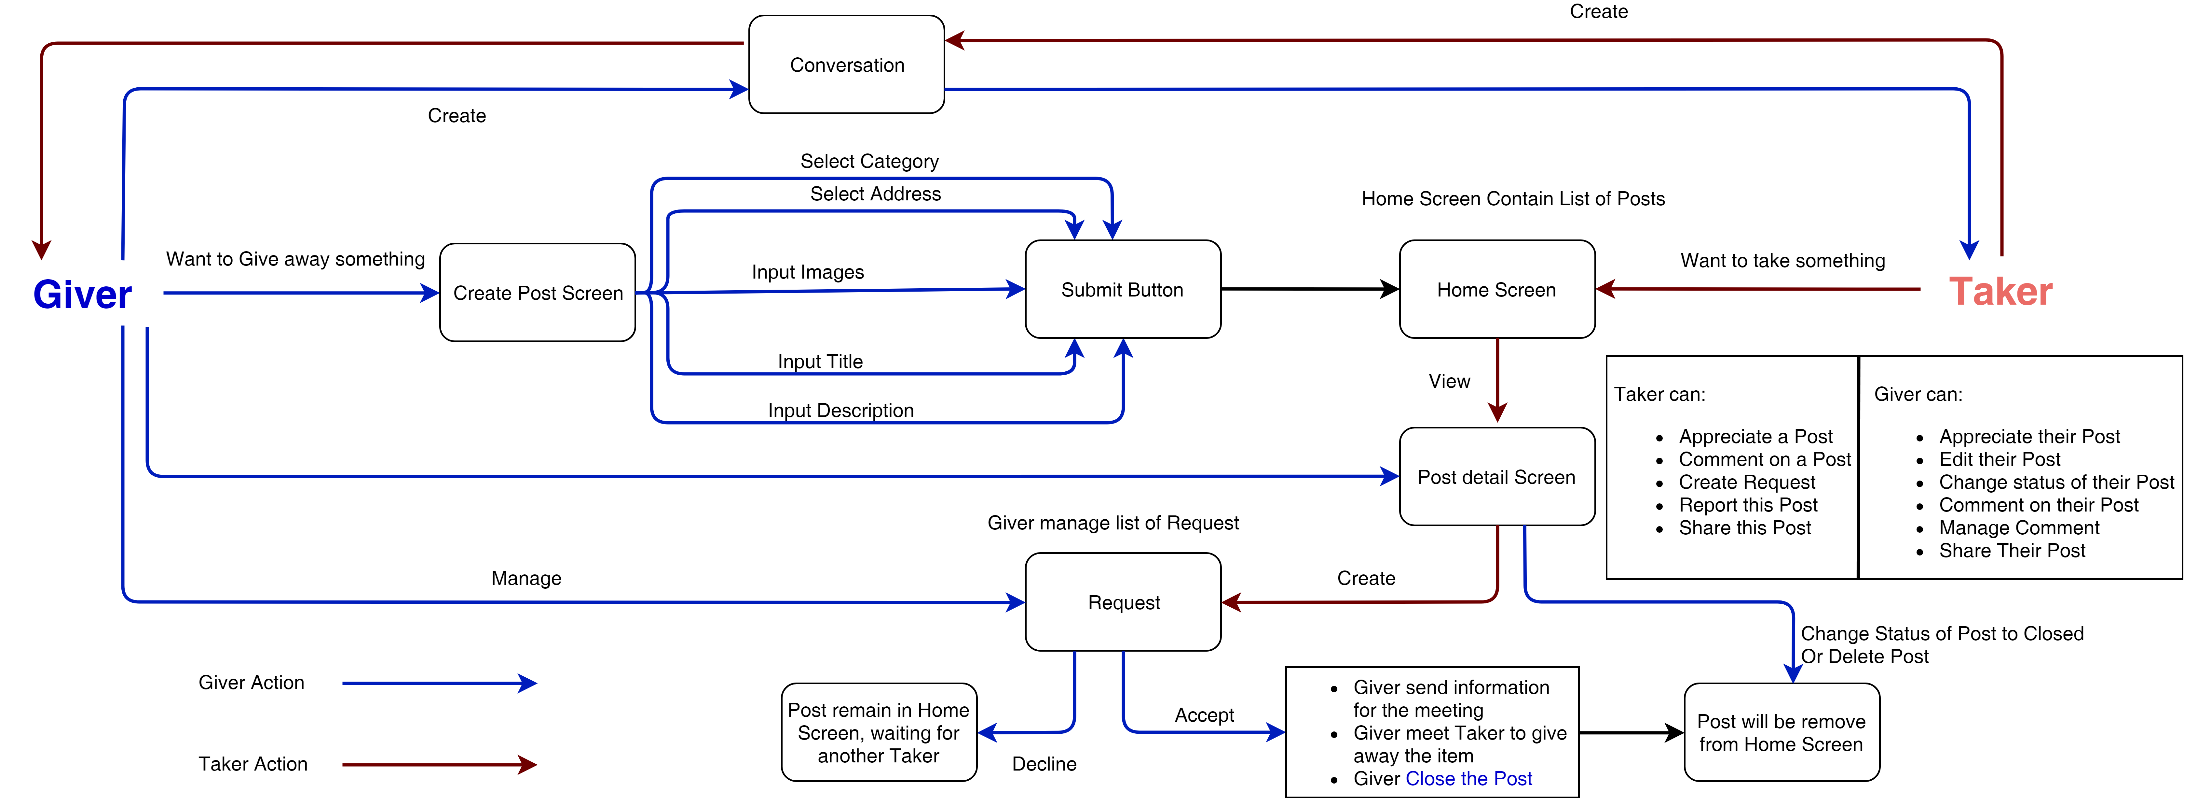 Create
Conversation
Create
Select Category
Select Address
Home Screen Contain List of Posts
Want to Give away something
Want to take something
Input Images
Giver
Create Post Screen
Submit Button
Home Screen
Taker
Input Title
View
Input Description
Taker can:
Appreciate a Post
Comment on a Post
Create Request
Report this Post
Share this Post
Giver can:
Appreciate their Post
Edit their Post
Change status of their Post
Comment on their Post
Manage Comment
Share Their Post
Post detail Screen
Giver manage list of Request
Manage
Request
Create
Change Status of Post to Closed
Or Delete Post
Giver Action
Taker Action
Post remain in Home
Screen, waiting for
another Taker
Decline
Accept
Giver send information
for the meeting
Giver meet Taker to give
away the item
Giver Close the Post
Post will be remove
from Home Screen